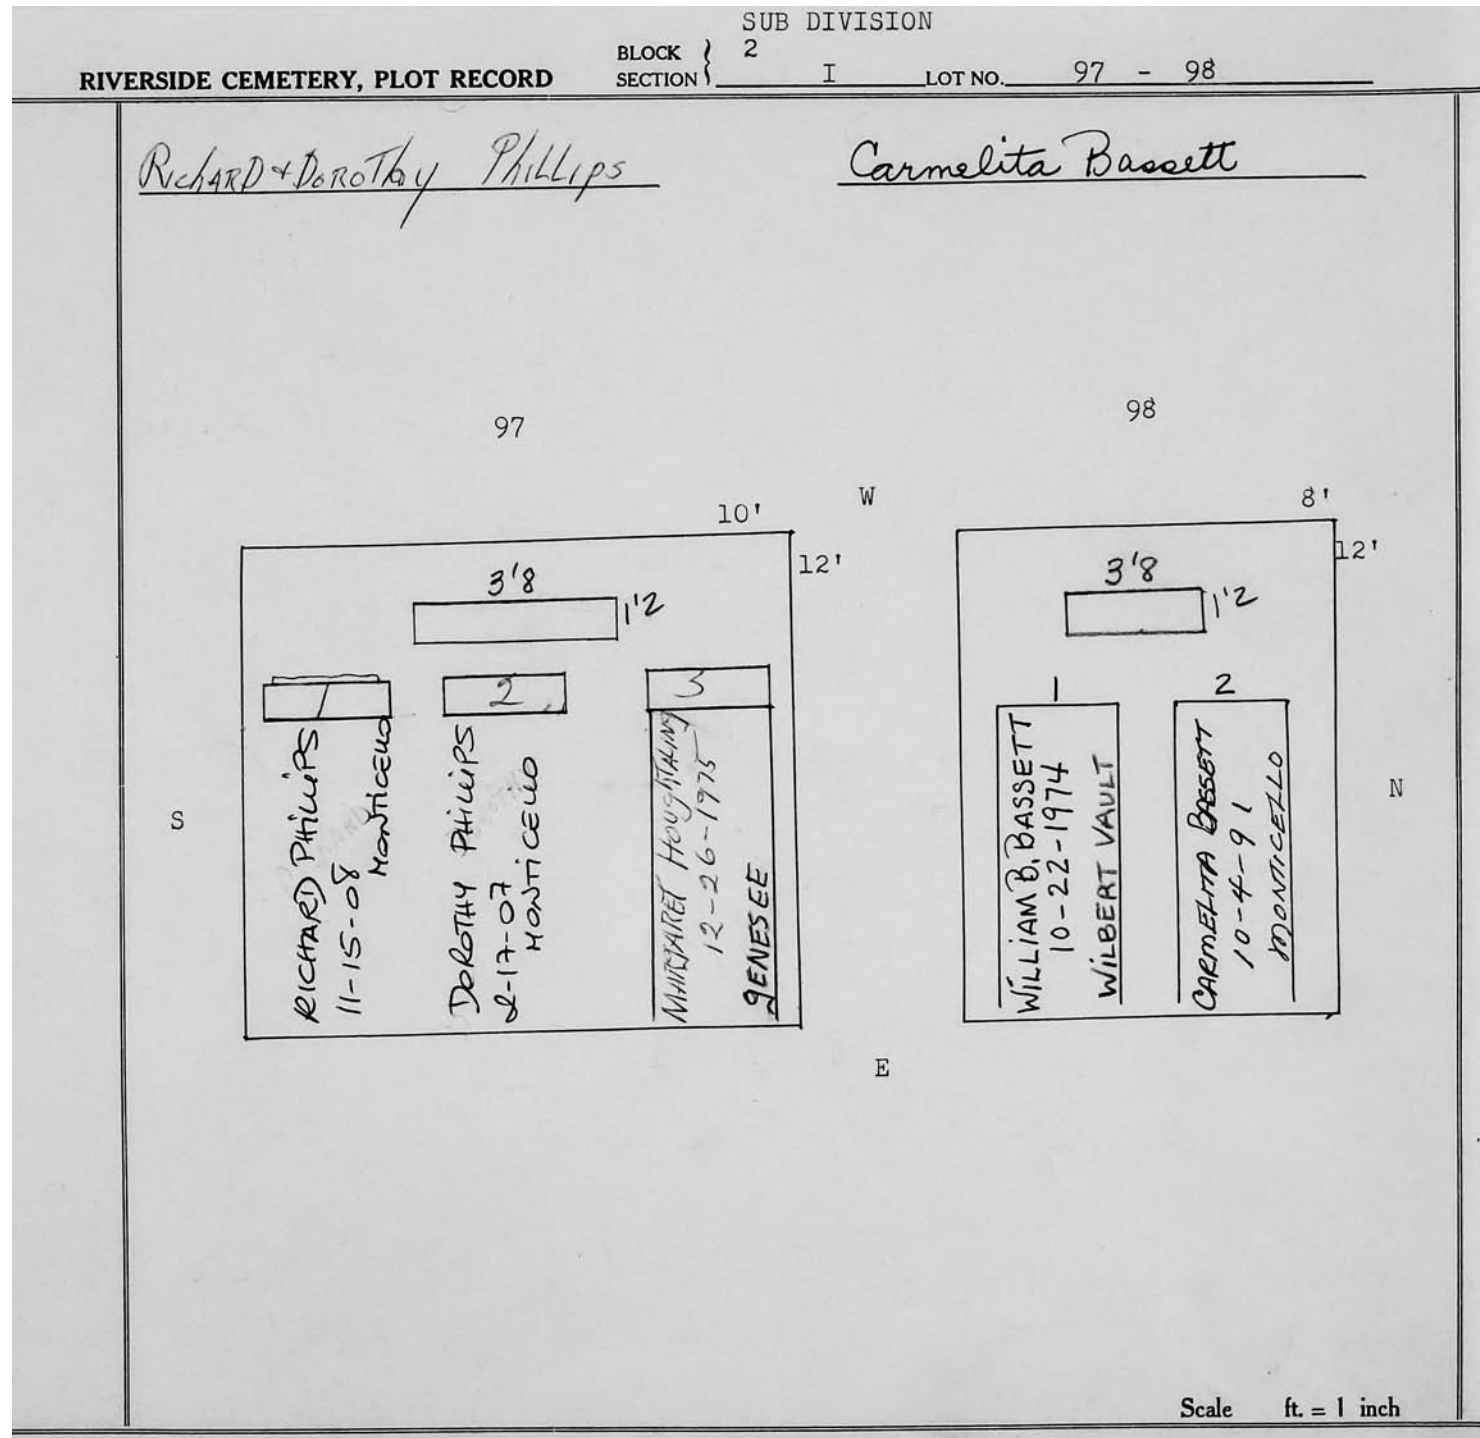 SUB DIVISION
BLOCK 2
RIVERSIDE CEMETERY, PLOT RECORD SECTION I LOT NO. 97 - 98
RicHARD + DoROThy PhiLLips
Carmelita Bassett
97
98
W
10'
8'
12'
12'
3'8
1'2
3'8
1'2
1
2
3
1
2
RICHARD PHILLIPS
11-15-08
MONTICELLO
DOROTHY PHILLIPS
2-17-07
MONTICELLO
MARGARET HOUGHTALING
12-26-1975
GENESEE
WILLIAM B. BASSETT
10-22-1974
WILBERT VAULT
CARMELITA BASSETT
10-4-91
MONTICELLO
S
N
E
Scale ft. = 1 inch